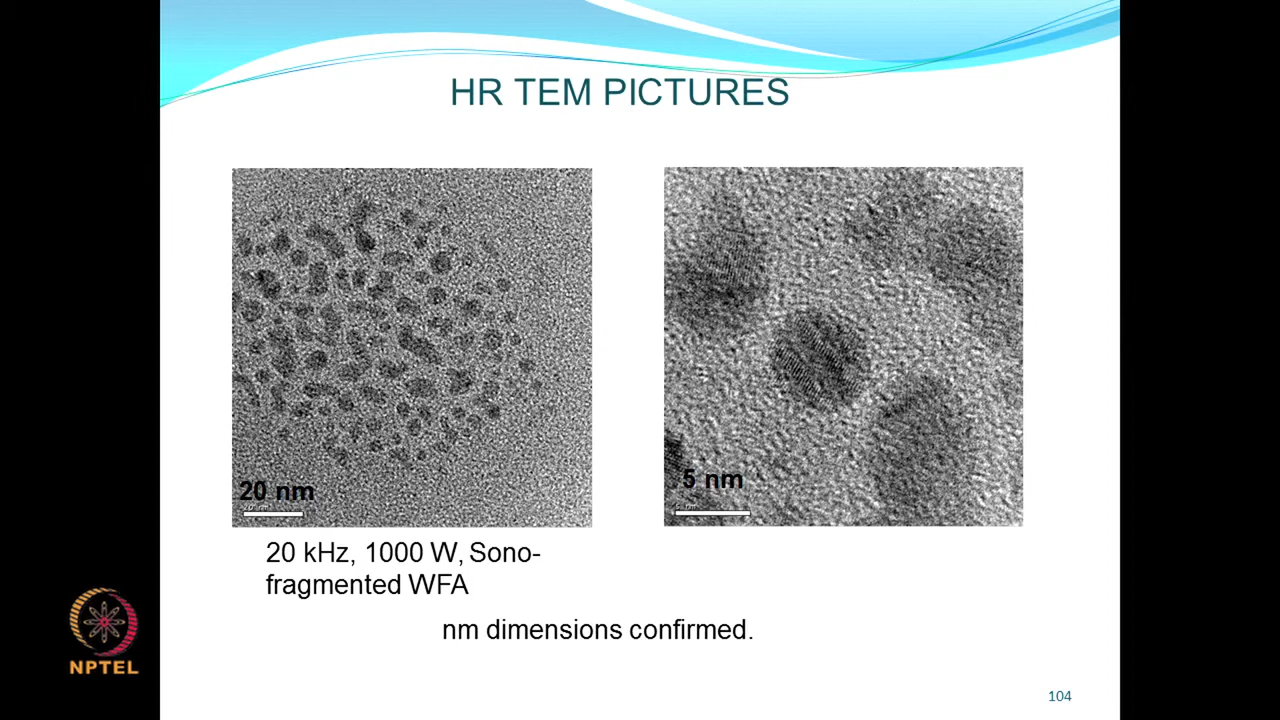 HR TEM PICTURES
20 nm
5 nm
20 kHz, 1000 W, Sono-
fragmented WFA
nm dimensions confirmed.
NPTEL
104